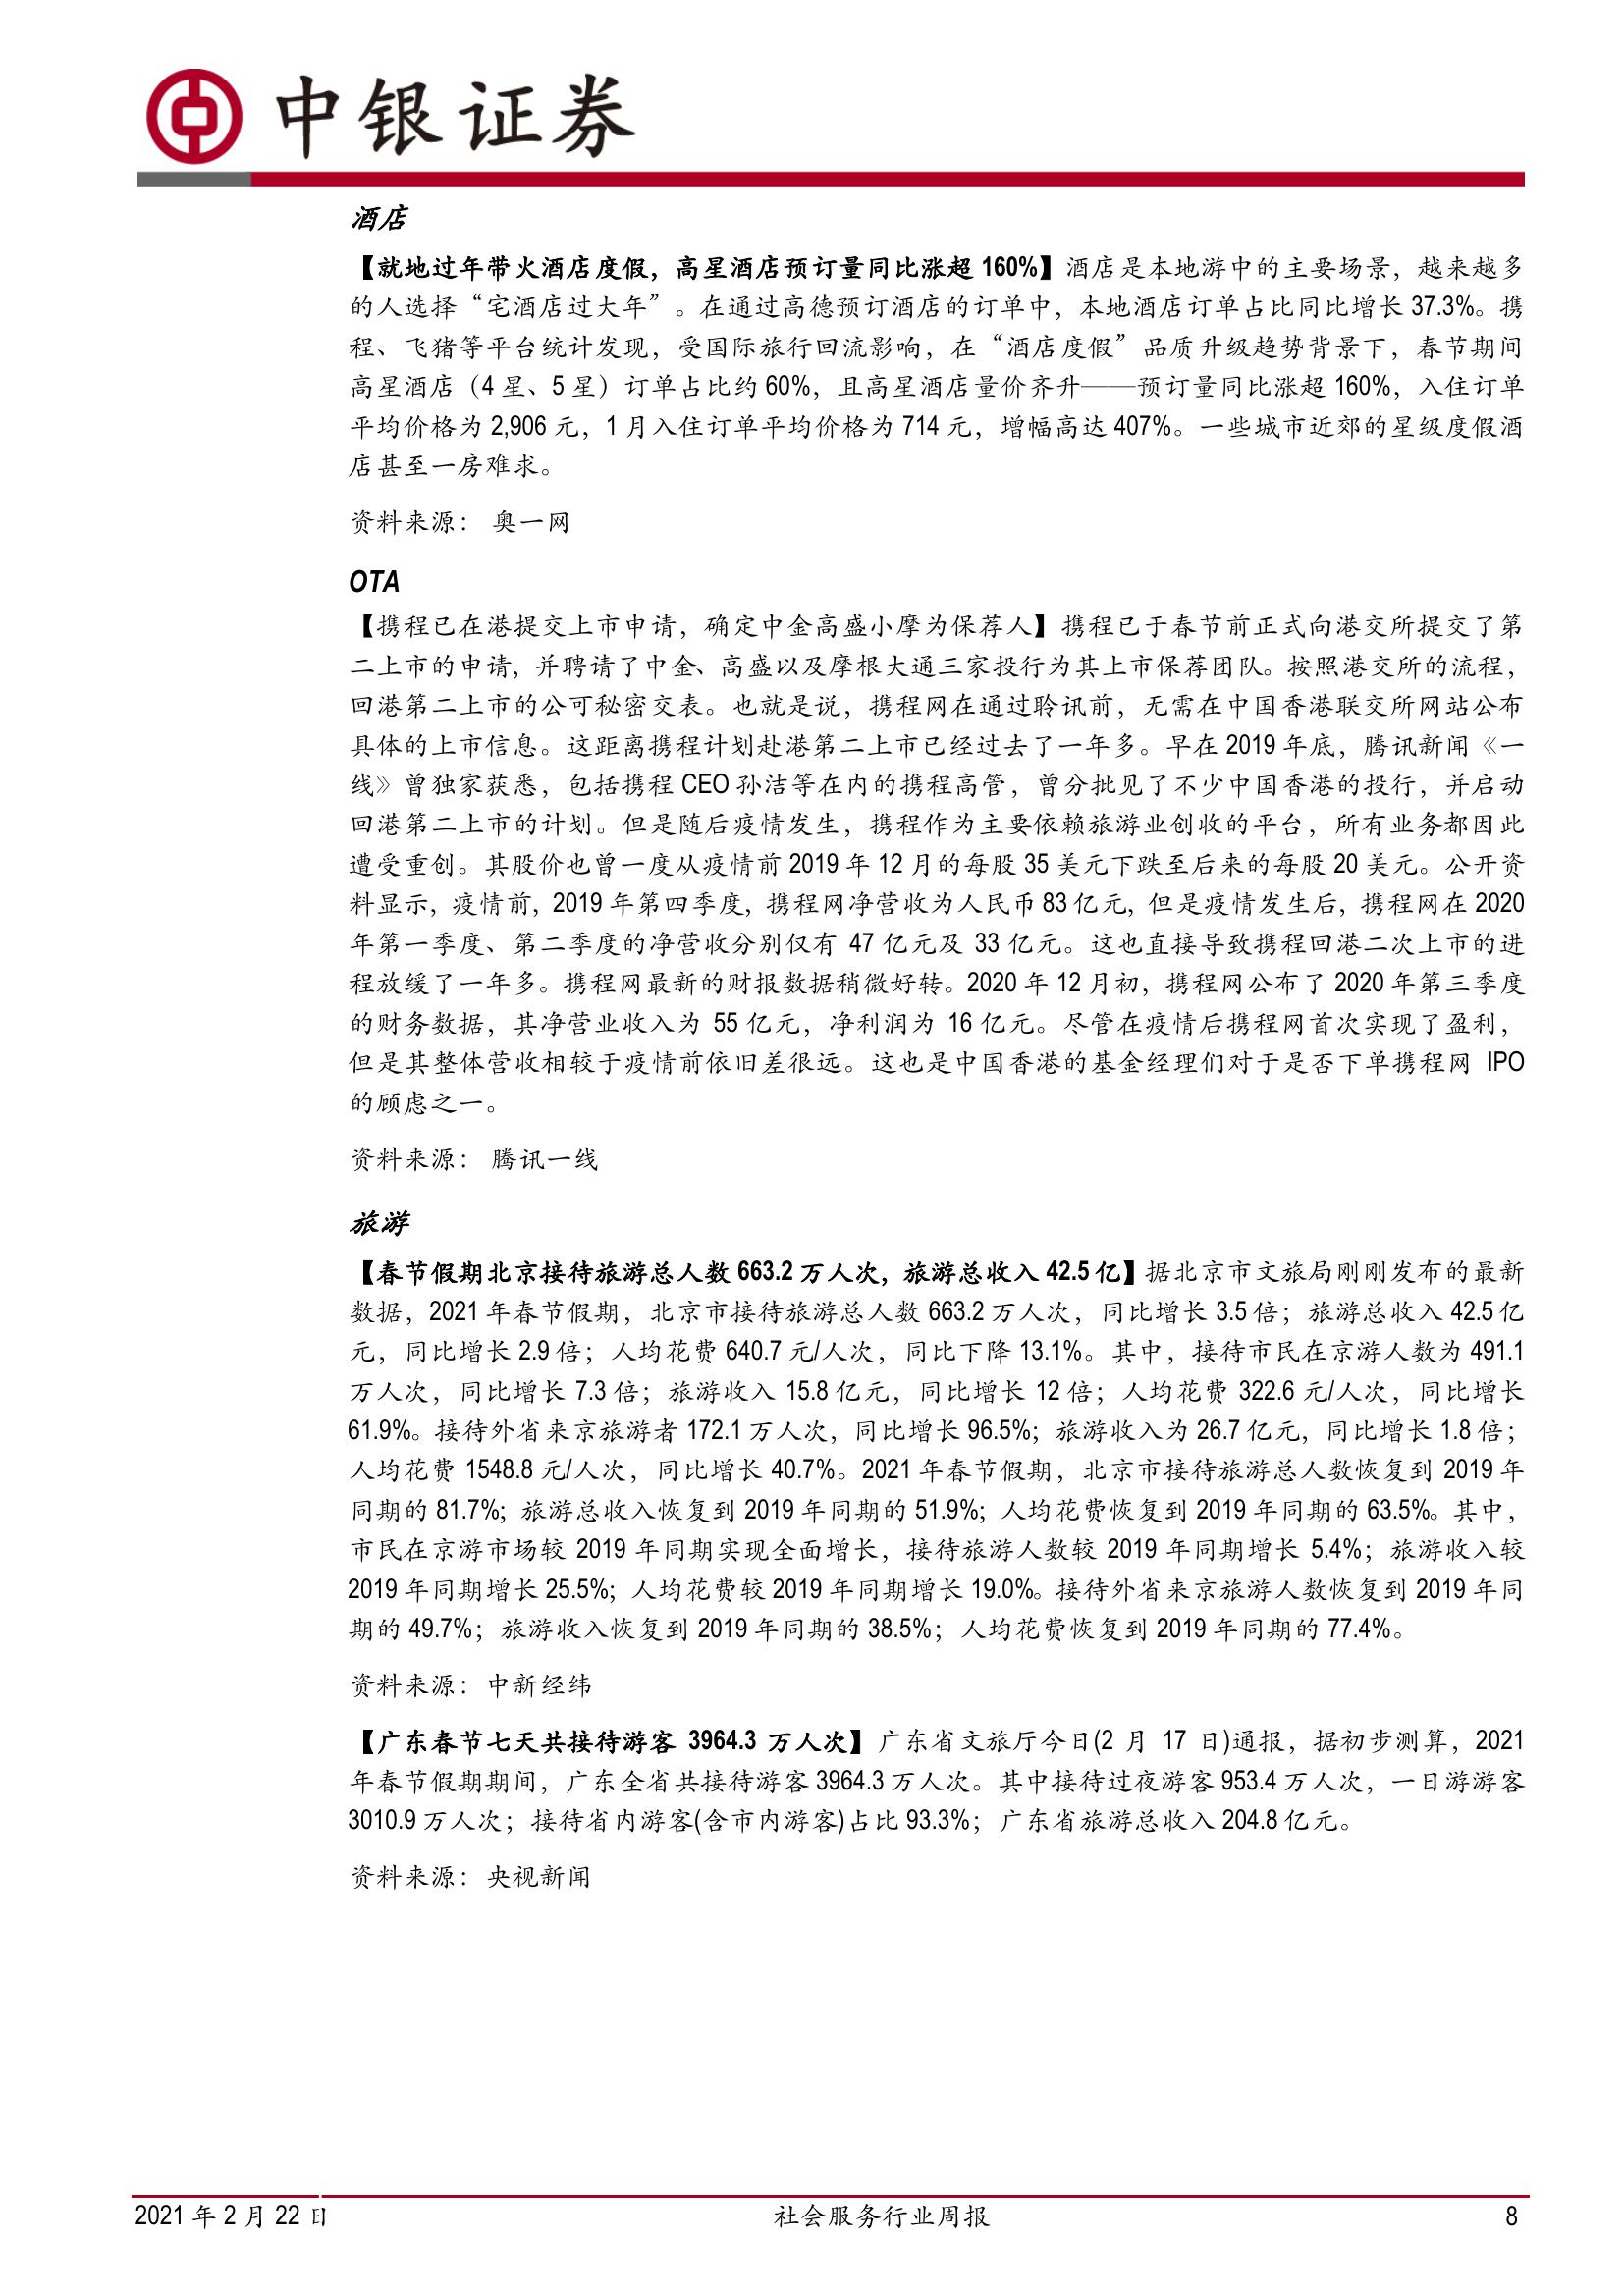 中银证券
酒店
【就地过年带火酒店度假，高星酒店预订量同比涨超 160%】酒店是本地游中的主要场景，越来越多
的人选择“宅酒店过大年”。在通过高德预订酒店的订单中，本地酒店订单占比同比增长 37.3%。携
程、飞猪等平台统计发现，受国际旅行回流影响，在“酒店度假”品质升级趋势背景下，春节期间
高星酒店（4 星、5 星）订单占比约 60%，且高星酒店量价齐升——预订量同比涨超 160%，入住订单
平均价格为 2,906 元，1 月入住订单平均价格为 714 元，增幅高达 407%。一些城市近郊的星级度假酒
店甚至一房难求。
资料来源： 奥一网
OTA
【携程已在港提交上市申请，确定中金高盛小摩为保荐人】携程已于春节前正式向港交所提交了第
二上市的申请，并聘请了中金、高盛以及摩根大通三家投行为其上市保荐团队。按照港交所的流程，
回港第二上市的公可秘密交表。也就是说，携程网在通过聆讯前，无需在中国香港联交所网站公布
具体的上市信息。这距离携程计划赴港第二上市已经过去了一年多。早在 2019 年底，腾讯新闻《一
线》曾独家获悉，包括携程 CEO 孙洁等在内的携程高管，曾分批见了不少中国香港的投行，并启动
回港第二上市的计划。但是随后疫情发生，携程作为主要依赖旅游业创收的平台，所有业务都因此
遭受重创。其股价也曾一度从疫情前 2019 年 12 月的每股 35 美元下跌至后来的每股 20 美元。公开资
料显示，疫情前，2019 年第四季度，携程网净营收为人民币 83 亿元，但是疫情发生后，携程网在 2020
年第一季度、第二季度的净营收分别仅有 47 亿元及 33 亿元。这也直接导致携程回港二次上市的进
程放缓了一年多。携程网最新的财报数据稍微好转。2020 年 12 月初，携程网公布了 2020 年第三季度
的财务数据，其净营业收入为 55 亿元，净利润为 16 亿元。尽管在疫情后携程网首次实现了盈利，
但是其整体营收相较于疫情前依旧差很远。这也是中国香港的基金经理们对于是否下单携程网 IPO
的顾虑之一。
资料来源： 腾讯一线
旅游
【春节假期北京接待旅游总人数 663.2 万人次，旅游总收入 42.5 亿】据北京市文旅局刚刚发布的最新
数据，2021 年春节假期，北京市接待旅游总人数 663.2 万人次，同比增长 3.5 倍；旅游总收入 42.5 亿
元，同比增长 2.9 倍；人均花费 640.7 元/人次，同比下降 13.1%。其中，接待市民在京游人数为 491.1
万人次，同比增长 7.3 倍；旅游收入 15.8 亿元，同比增长 12 倍；人均花费 322.6 元/人次，同比增长
61.9%。接待外省来京旅游者 172.1 万人次，同比增长 96.5%；旅游收入为 26.7 亿元，同比增长 1.8 倍；
人均花费 1548.8 元/人次，同比增长 40.7%。2021 年春节假期，北京市接待旅游总人数恢复到 2019 年
同期的 81.7%；旅游总收入恢复到 2019 年同期的 51.9%；人均花费恢复到 2019 年同期的 63.5%。其中，
市民在京游市场较 2019 年同期实现全面增长，接待旅游人数较 2019 年同期增长 5.4%；旅游收入较
2019 年同期增长 25.5%；人均花费较 2019 年同期增长 19.0%。接待外省来京旅游人数恢复到 2019 年同
期的 49.7%；旅游收入恢复到 2019 年同期的 38.5%；人均花费恢复到 2019 年同期的 77.4%。
资料来源：中新经纬
【广东春节七天共接待游客 3964.3 万人次】广东省文旅厅今日(2 月 17 日)通报，据初步测算，2021
年春节假期期间，广东全省共接待游客 3964.3 万人次。其中接待过夜游客 953.4 万人次，一日游游客
3010.9 万人次；接待省内游客(含市内游客)占比 93.3%；广东省旅游总收入 204.8 亿元。
资料来源：央视新闻
2021 年 2 月 22 日 社会服务行业周报 8